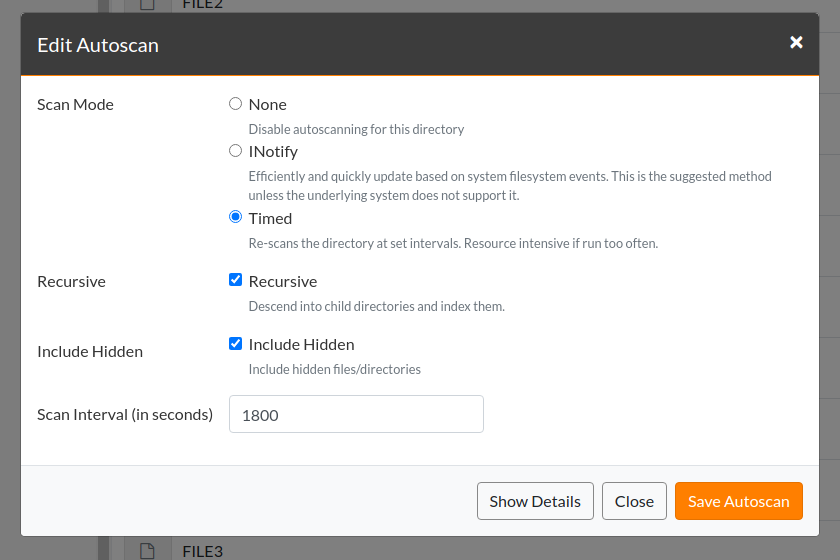 FILE2
Edit Autoscan
Scan Mode
None
Disable autoscanning for this directory
INotify
Efficiently and quickly update based on system filesystem events. This is the suggested method
unless the underlying system does not support it.
Timed
Re-scans the directory at set intervals. Resource intensive if run too often.
Recursive
Recursive
Descend into child directories and index them.
Include Hidden
Include Hidden
Include hidden files/directories
Scan Interval (in seconds)
1800
Show Details
Close
Save Autoscan
FILE3